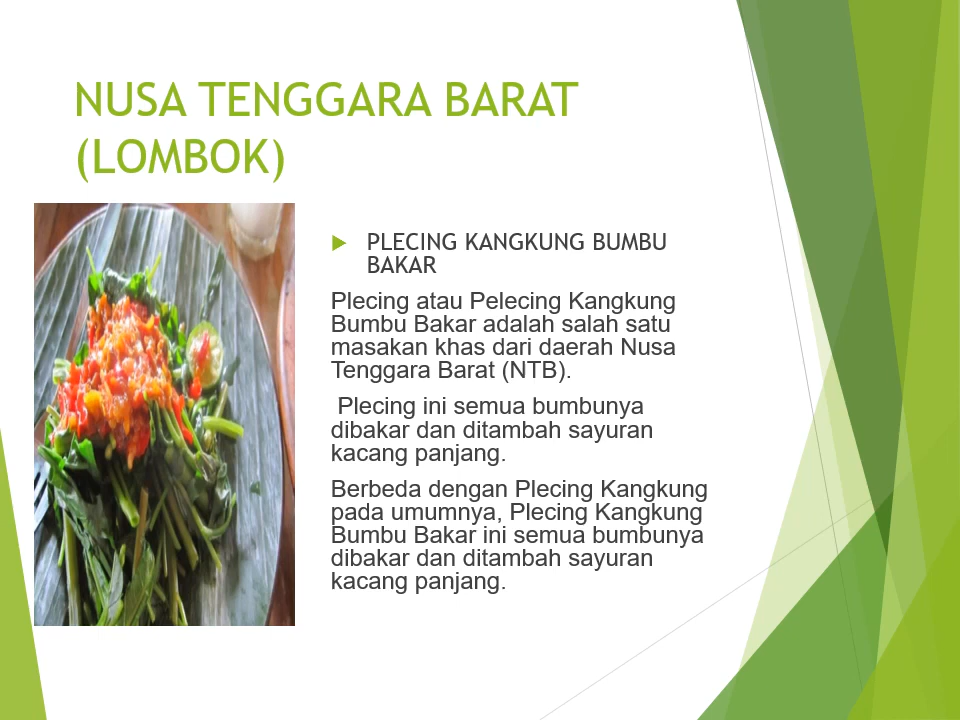 NUSA TENGGARA BARAT
(LOMBOK)
PLECING KANGKUNG BUMBU
BAKAR
Plecing atau Pelecing Kangkung
Bumbu Bakar adalah salah satu
masakan khas dari daerah Nusa
Tenggara Barat (NTB).
Plecing ini semua bumbunya
dibakar dan ditambah sayuran
kacang panjang.
Berbeda dengan Plecing Kangkung
pada umumnya, Plecing Kangkung
Bumbu Bakar ini semua bumbunya
dibakar dan ditambah sayuran
kacang panjang.